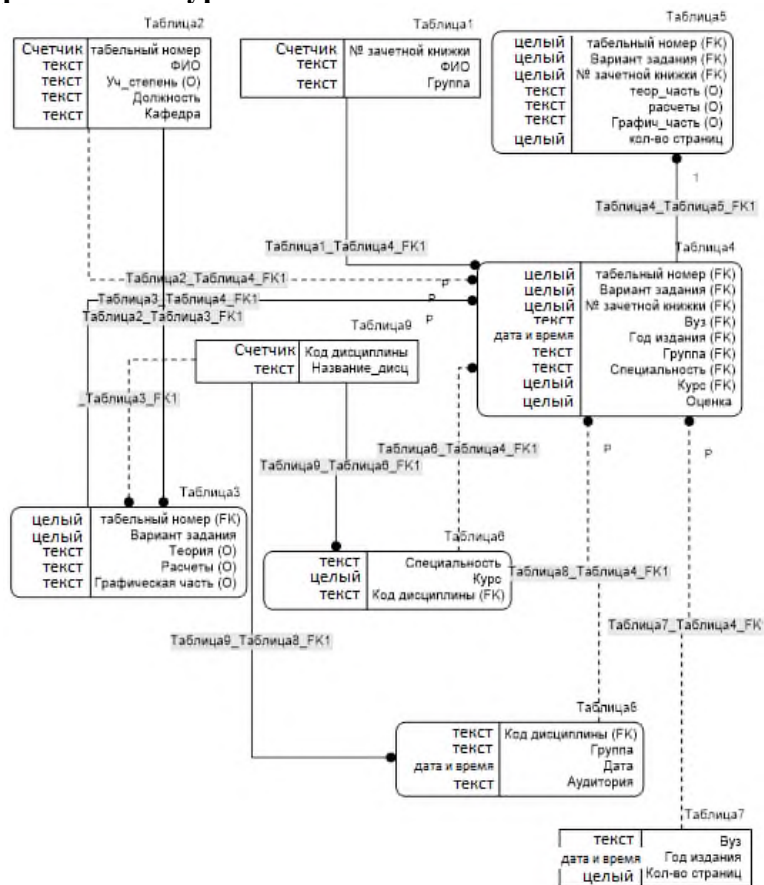 Таблица2
Счетчик табельный номер
текст ФИО
текст Уч_степень (О)
текст Должность
текст Кафедра
Таблица1
Счетчик № зачетной книжки
текст ФИО
текст Группа
Таблица5
целый табельный номер (FK)
целый Вариант задания (FK)
целый № зачетной книжки (FK)
текст теор_часть (О)
текст расчеты (О)
текст Графич_часть (О)
целый кол-во страниц
1
Таблица4_Таблица5_FK1
Таблица1_Таблица4_FK1
Таблица4
целый табельный номер (FK)
целый Вариант задания (FK)
целый № зачетной книжки (FK)
текст Вуз (FK)
дата и время Год издания (FK)
текст Группа (FK)
текст Специальность (FK)
целый Курс (FK)
целый Оценка
Таблица2_Таблица4_FK1
P
Таблица3_Таблица4_FK1
P
Таблица2_Таблица3_FK1
P
Таблица9
Счетчик Код дисциплины
текст Название_дисц
_Таблица3_FK1
Таблица6_Таблица4_FK1
P
P
Таблица9_Таблица6_FK1
Таблица3
целый табельный номер (FK)
целый Вариант задания
текст Теория (О)
текст Расчеты (О)
текст Графическая часть (О)
Таблица6
текст Специальность
целый Курс
текст Код дисциплины (FK)
Таблица8_Таблица4_FK1
Таблица7_Таблица4_FK
Таблица9_Таблица8_FK1
Таблица8
текст Код дисциплины (FK)
текст Группа
дата и время Дата
текст Аудитория
Таблица7
текст Вуз
дата и время Год издания
целый Кол-во страниц